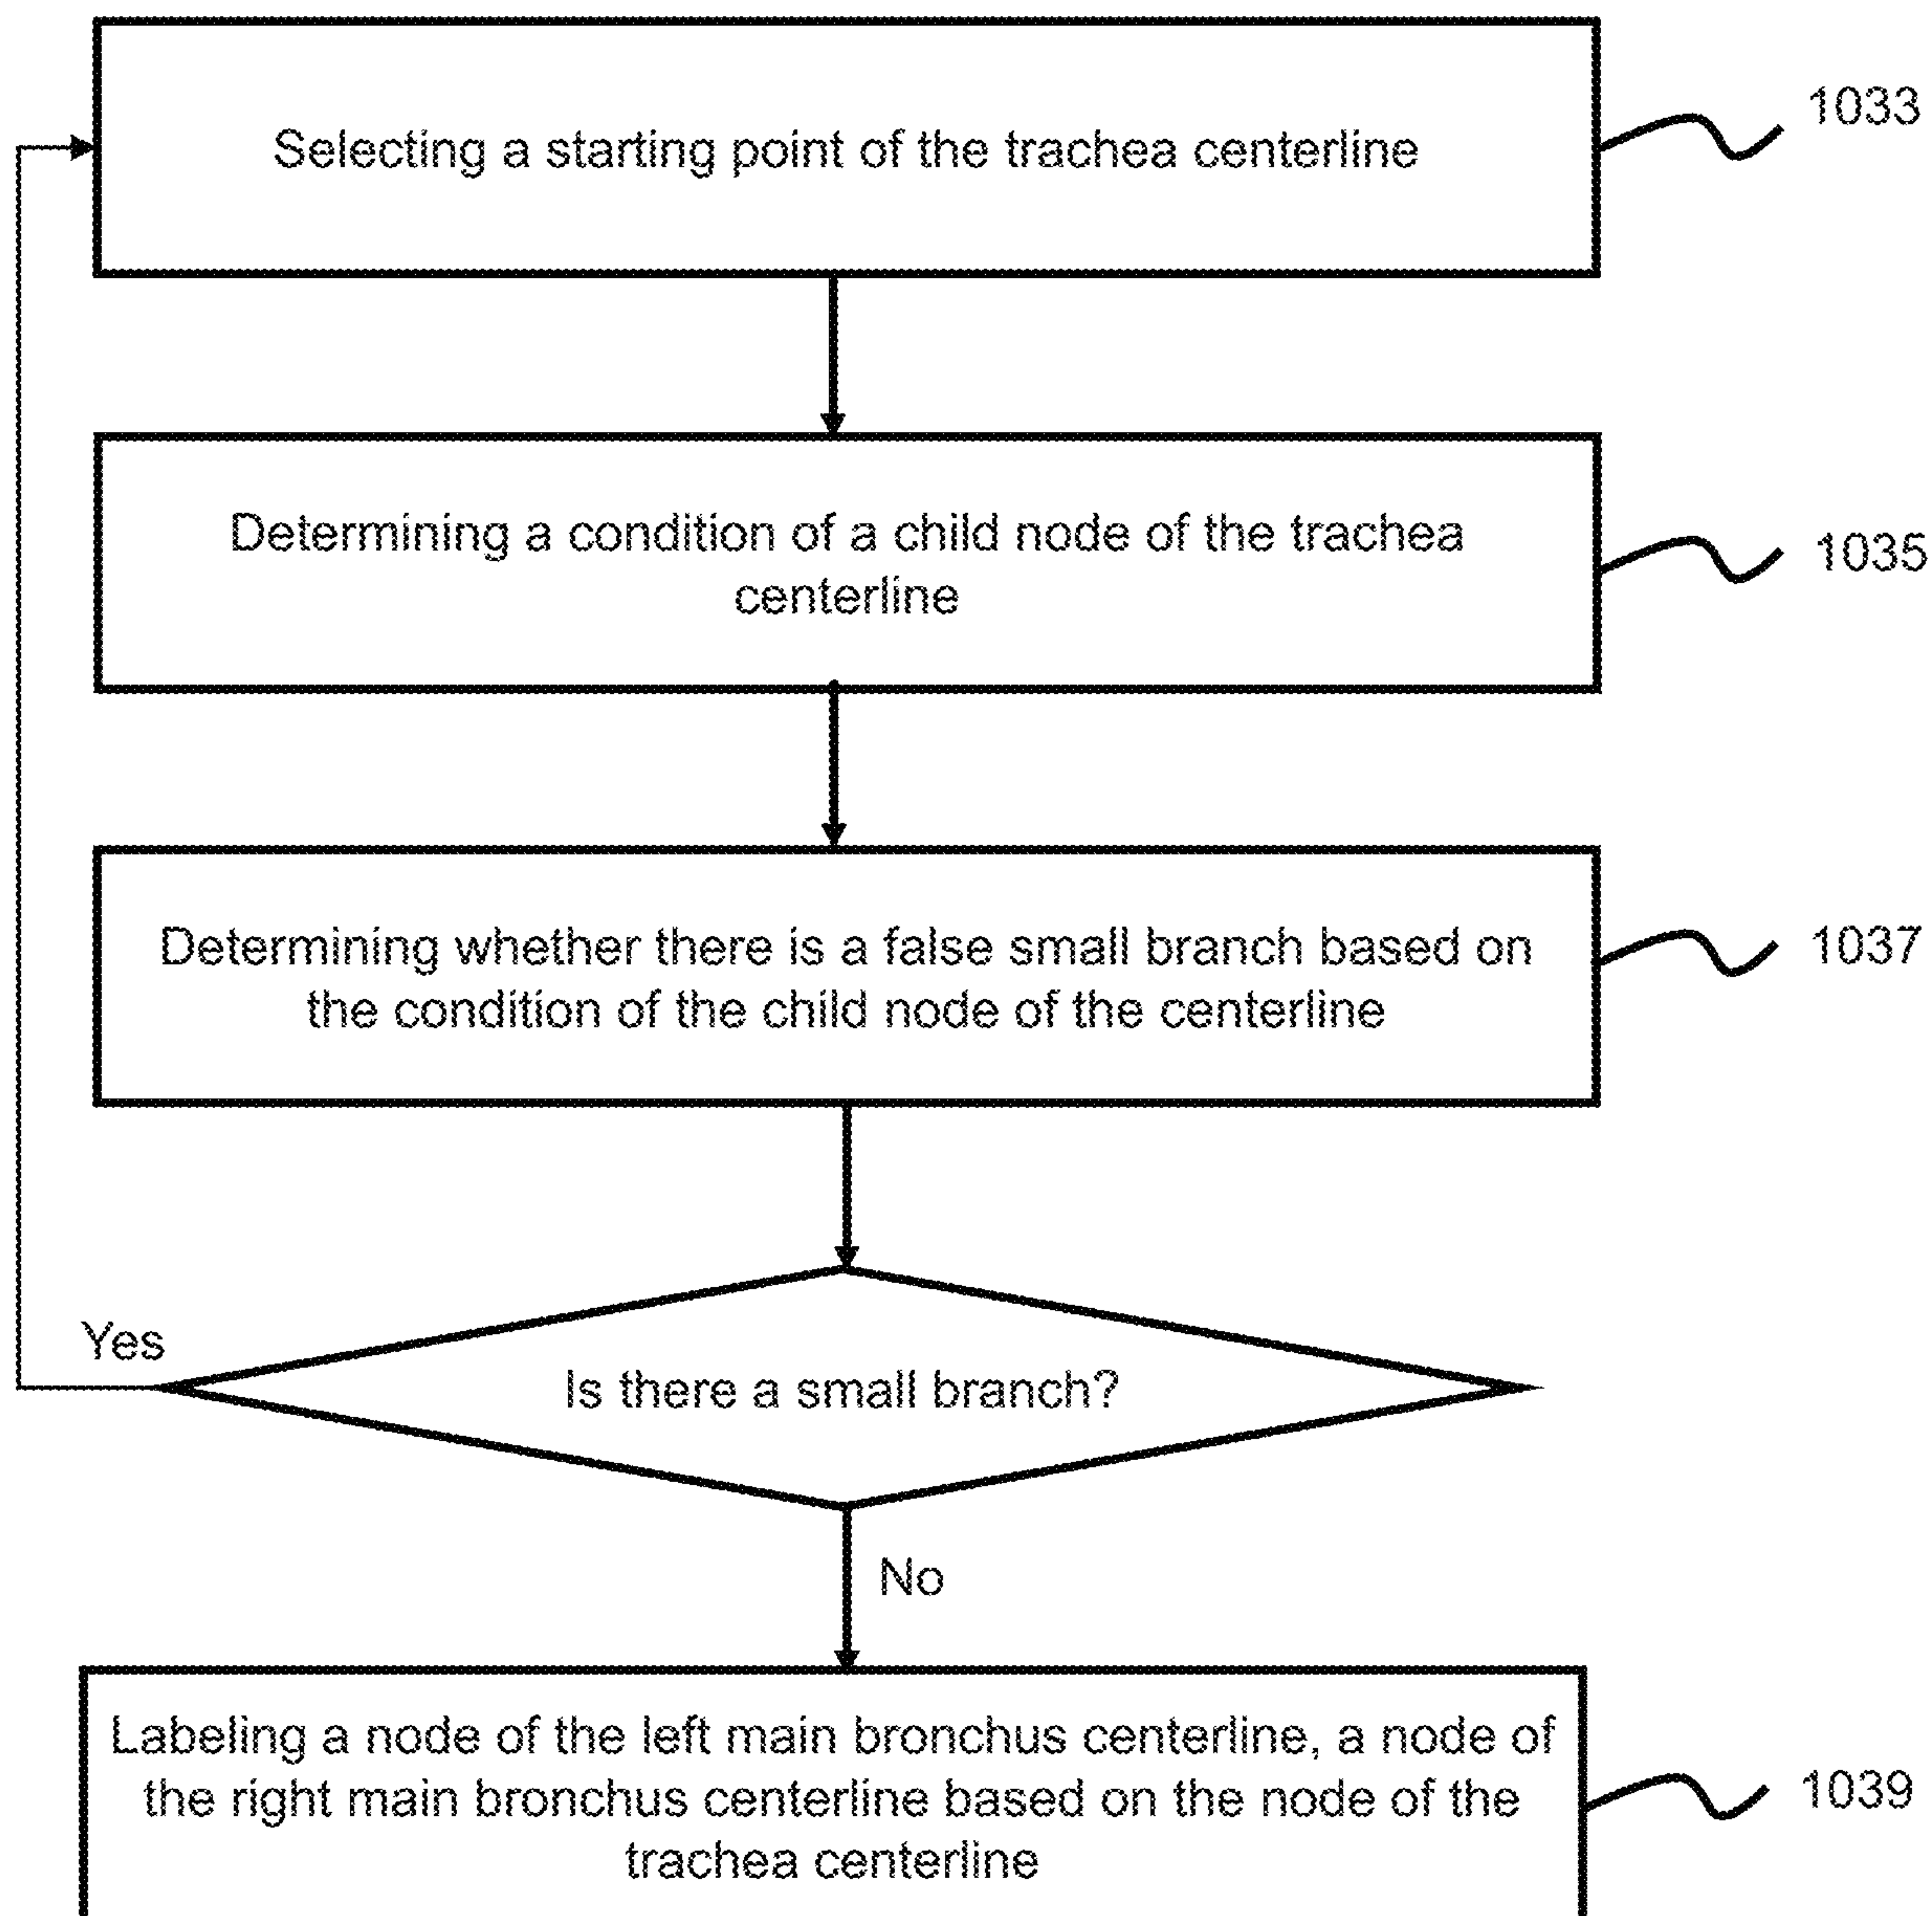 Selecting a starting point of the trachea centerline
1033
Determining a condition of a child node of the trachea
centerline
1035
Determining whether there is a false small branch based on
the condition of the child node of the centerline
1037
Yes
Is there a small branch?
No
Labeling a node of the left main bronchus centerline, a node of
the right main bronchus centerline based on the node of the
trachea centerline
1039